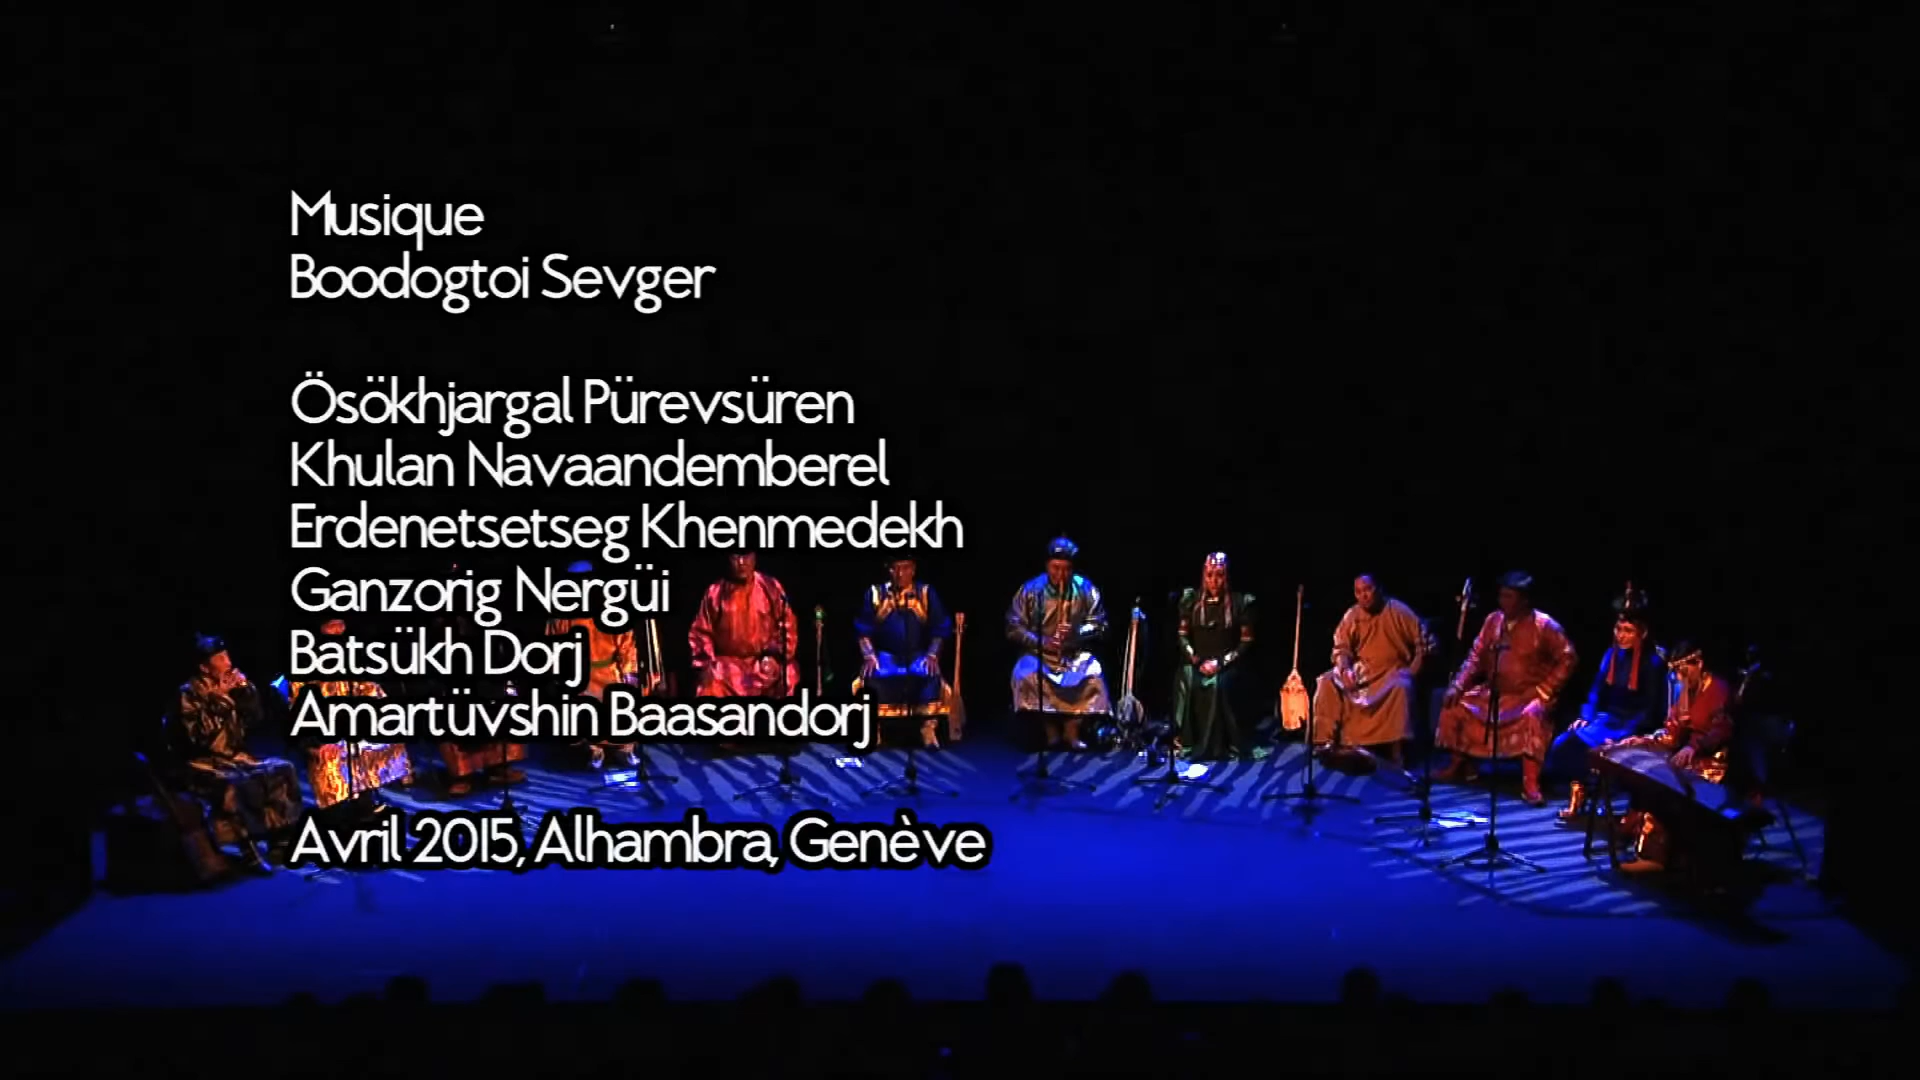 Musique
Boodogtoi Sevger
Ösökhjargal Pürevsüren
Khulan Navaandemberel
Erdenetsetseg Khenmedekh
Ganzorig Nergüi
Batsükh Dorj
Amartüvshin Baasandorj
Avril 2015, Alhambra, Genève